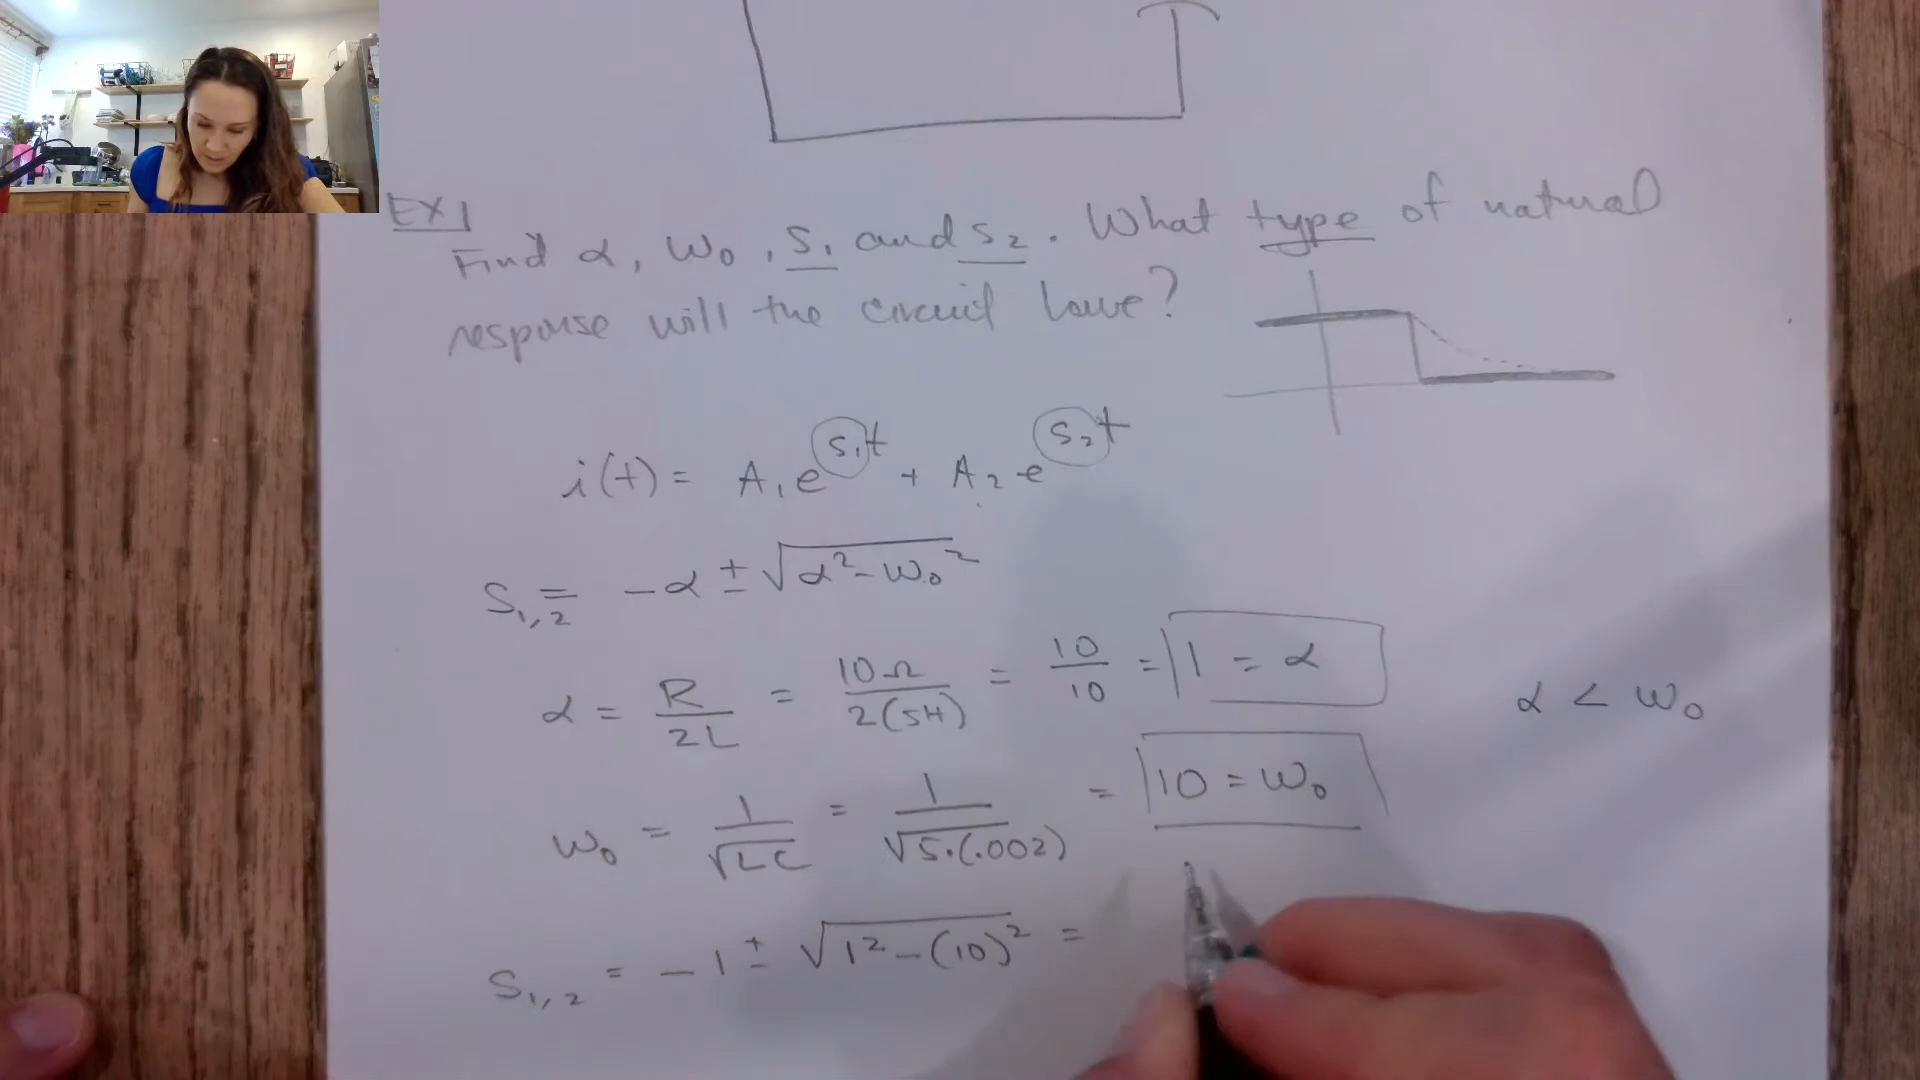 EX1
Find α, ω₀, s₁ and s₂. What type of natural
response will the circuit have?
i(t) = A₁e^(s₁t) + A₂e^(s₂t)
S₁,₂ = -α ± √(α² - ω₀²)
α = R/2L = 10Ω/2(5H) = 10/10 = 1 = α
α < ω₀
ω₀ = 1/√LC = 1/√5·(.002) = 10 = ω₀
S₁,₂ = -1 ± √(1² - (10)²) =